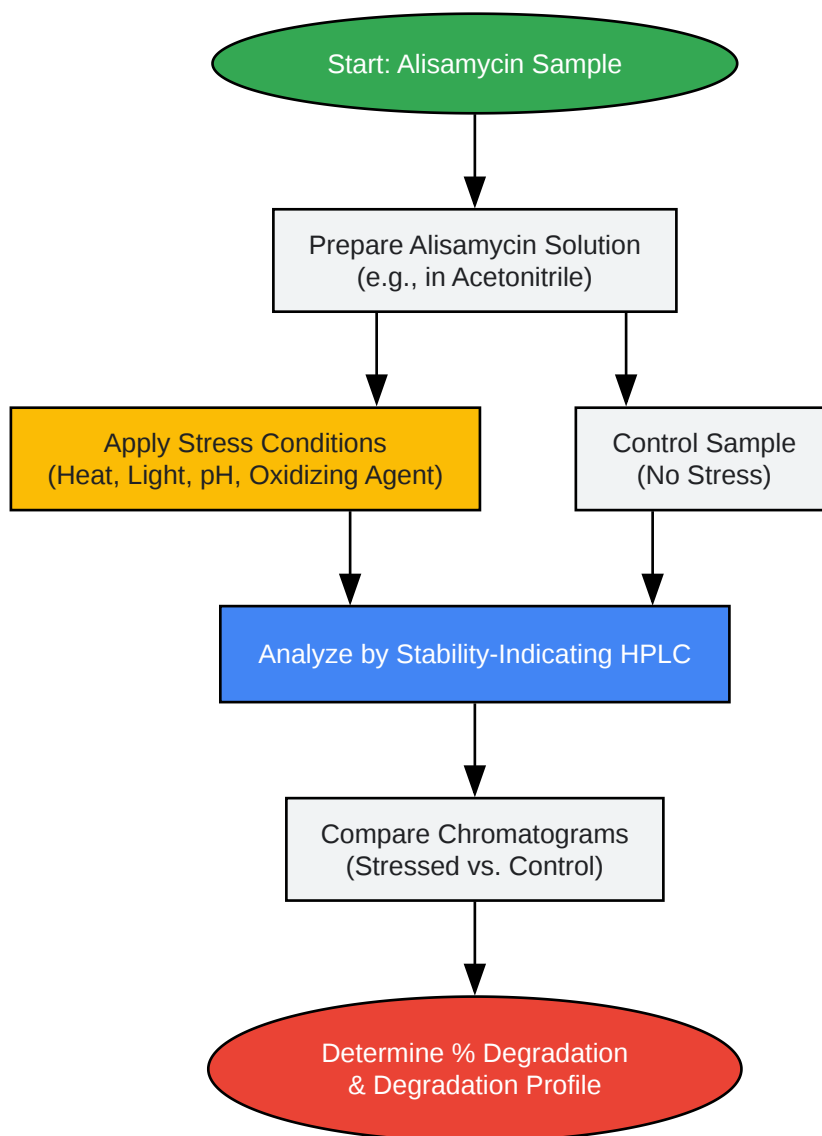 Start: Alisamycin Sample
Prepare Alisamycin Solution
(e.g., in Acetonitrile)
Apply Stress Conditions
(Heat, Light, pH, Oxidizing Agent)
Control Sample
(No Stress)
Analyze by Stability-Indicating HPLC
Compare Chromatograms
(Stressed vs. Control)
Determine % Degradation
& Degradation Profile